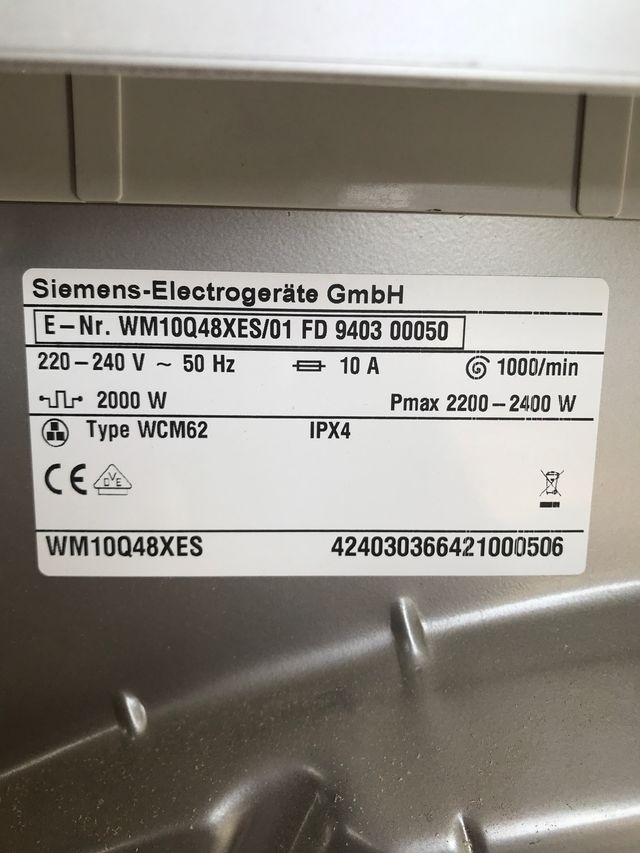 Siemens-Electrogeräte GmbH
E-Nr. WM10Q48XES/01 FD 9403 00050
220-240 V ~ 50 Hz 10 A 1000/min
2000 W Pmax 2200-2400 W
Type WCM62 IPX4
CE DVE
WM10Q48XES 424030366421000506